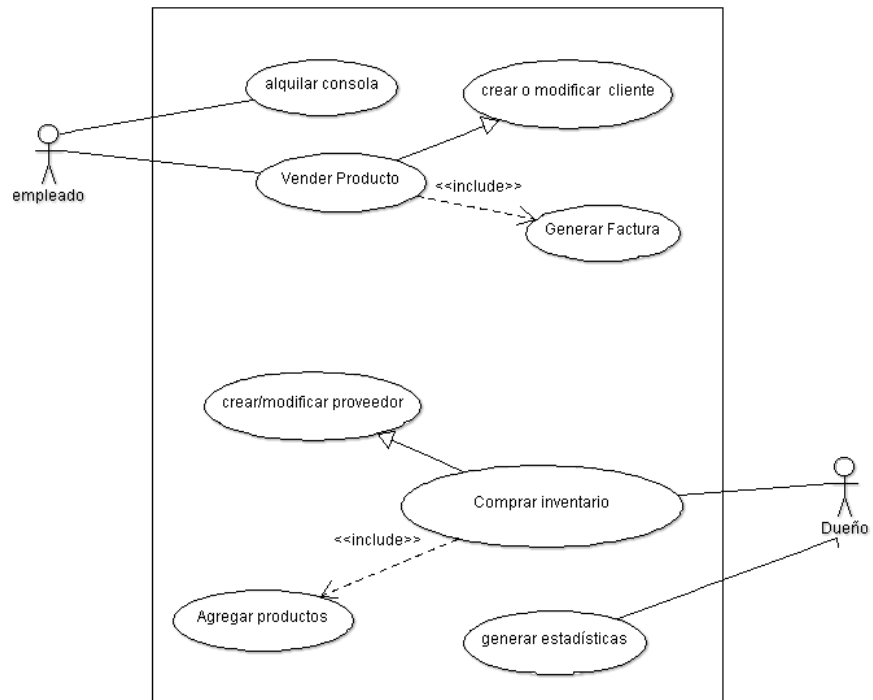 alquilar consola
crear o modificar cliente
empleado
Vender Producto
<<include>>
Generar Factura
crear/modificar proveedor
Comprar inventario
Dueño
<<include>>
Agregar productos
generar estadísticas